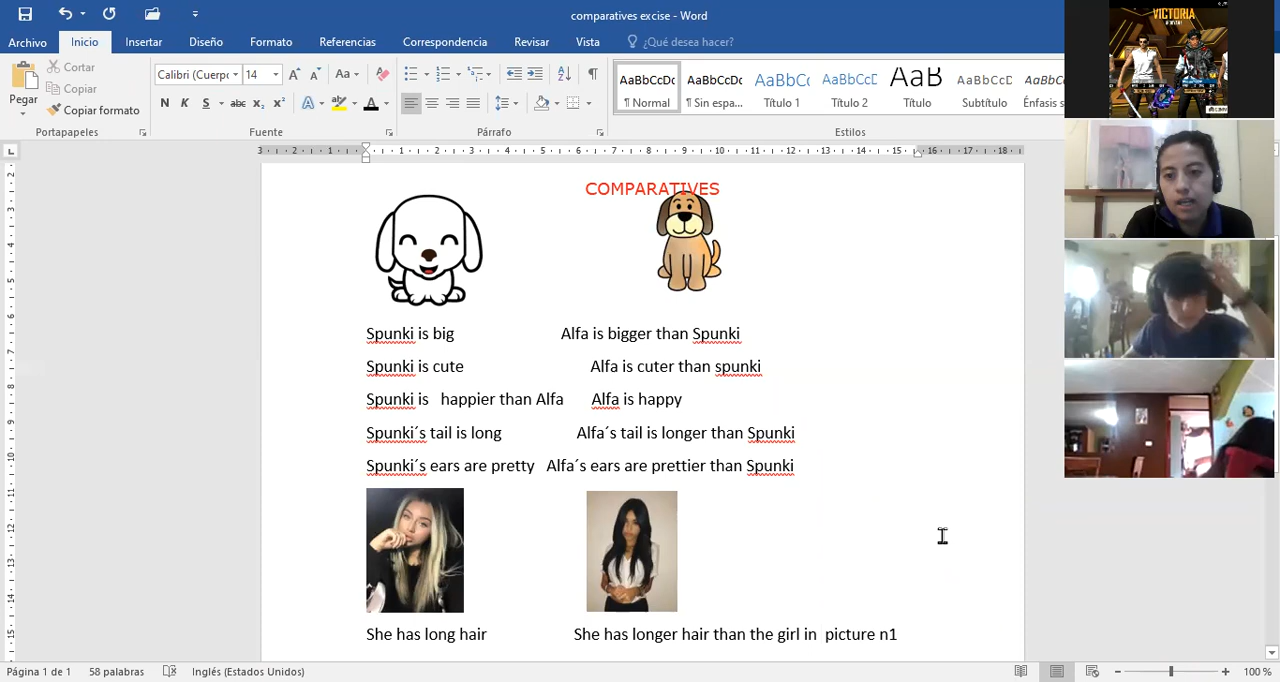 comparatives excise - Word
Archivo Inicio Insertar Diseño Formato Referencias Correspondencia Revisar Vista ¿Qué desea hacer?
Pegar
Cortar
Copiar
Copiar formato
Calibri (Cuerpo 14
AaBbCcDc AaBbCcDc AaBbCc AaBbCcD AaB AaBbCcD
¶ Normal ¶ Sin espa... Título 1 Título 2 Título Subtítulo Énfasis s
Portapapeles Fuente Párrafo Estilos
VICTORIA
COMPARATIVES
Spunki is big Alfa is bigger than Spunki
Spunki is cute Alfa is cuter than spunki
Spunki is happier than Alfa Alfa is happy
Spunki´s tail is long Alfa´s tail is longer than Spunki
Spunki´s ears are pretty Alfa´s ears are prettier than Spunki
She has long hair She has longer hair than the girl in picture n1
Página 1 de 1 58 palabras Inglés (Estados Unidos) 100 %